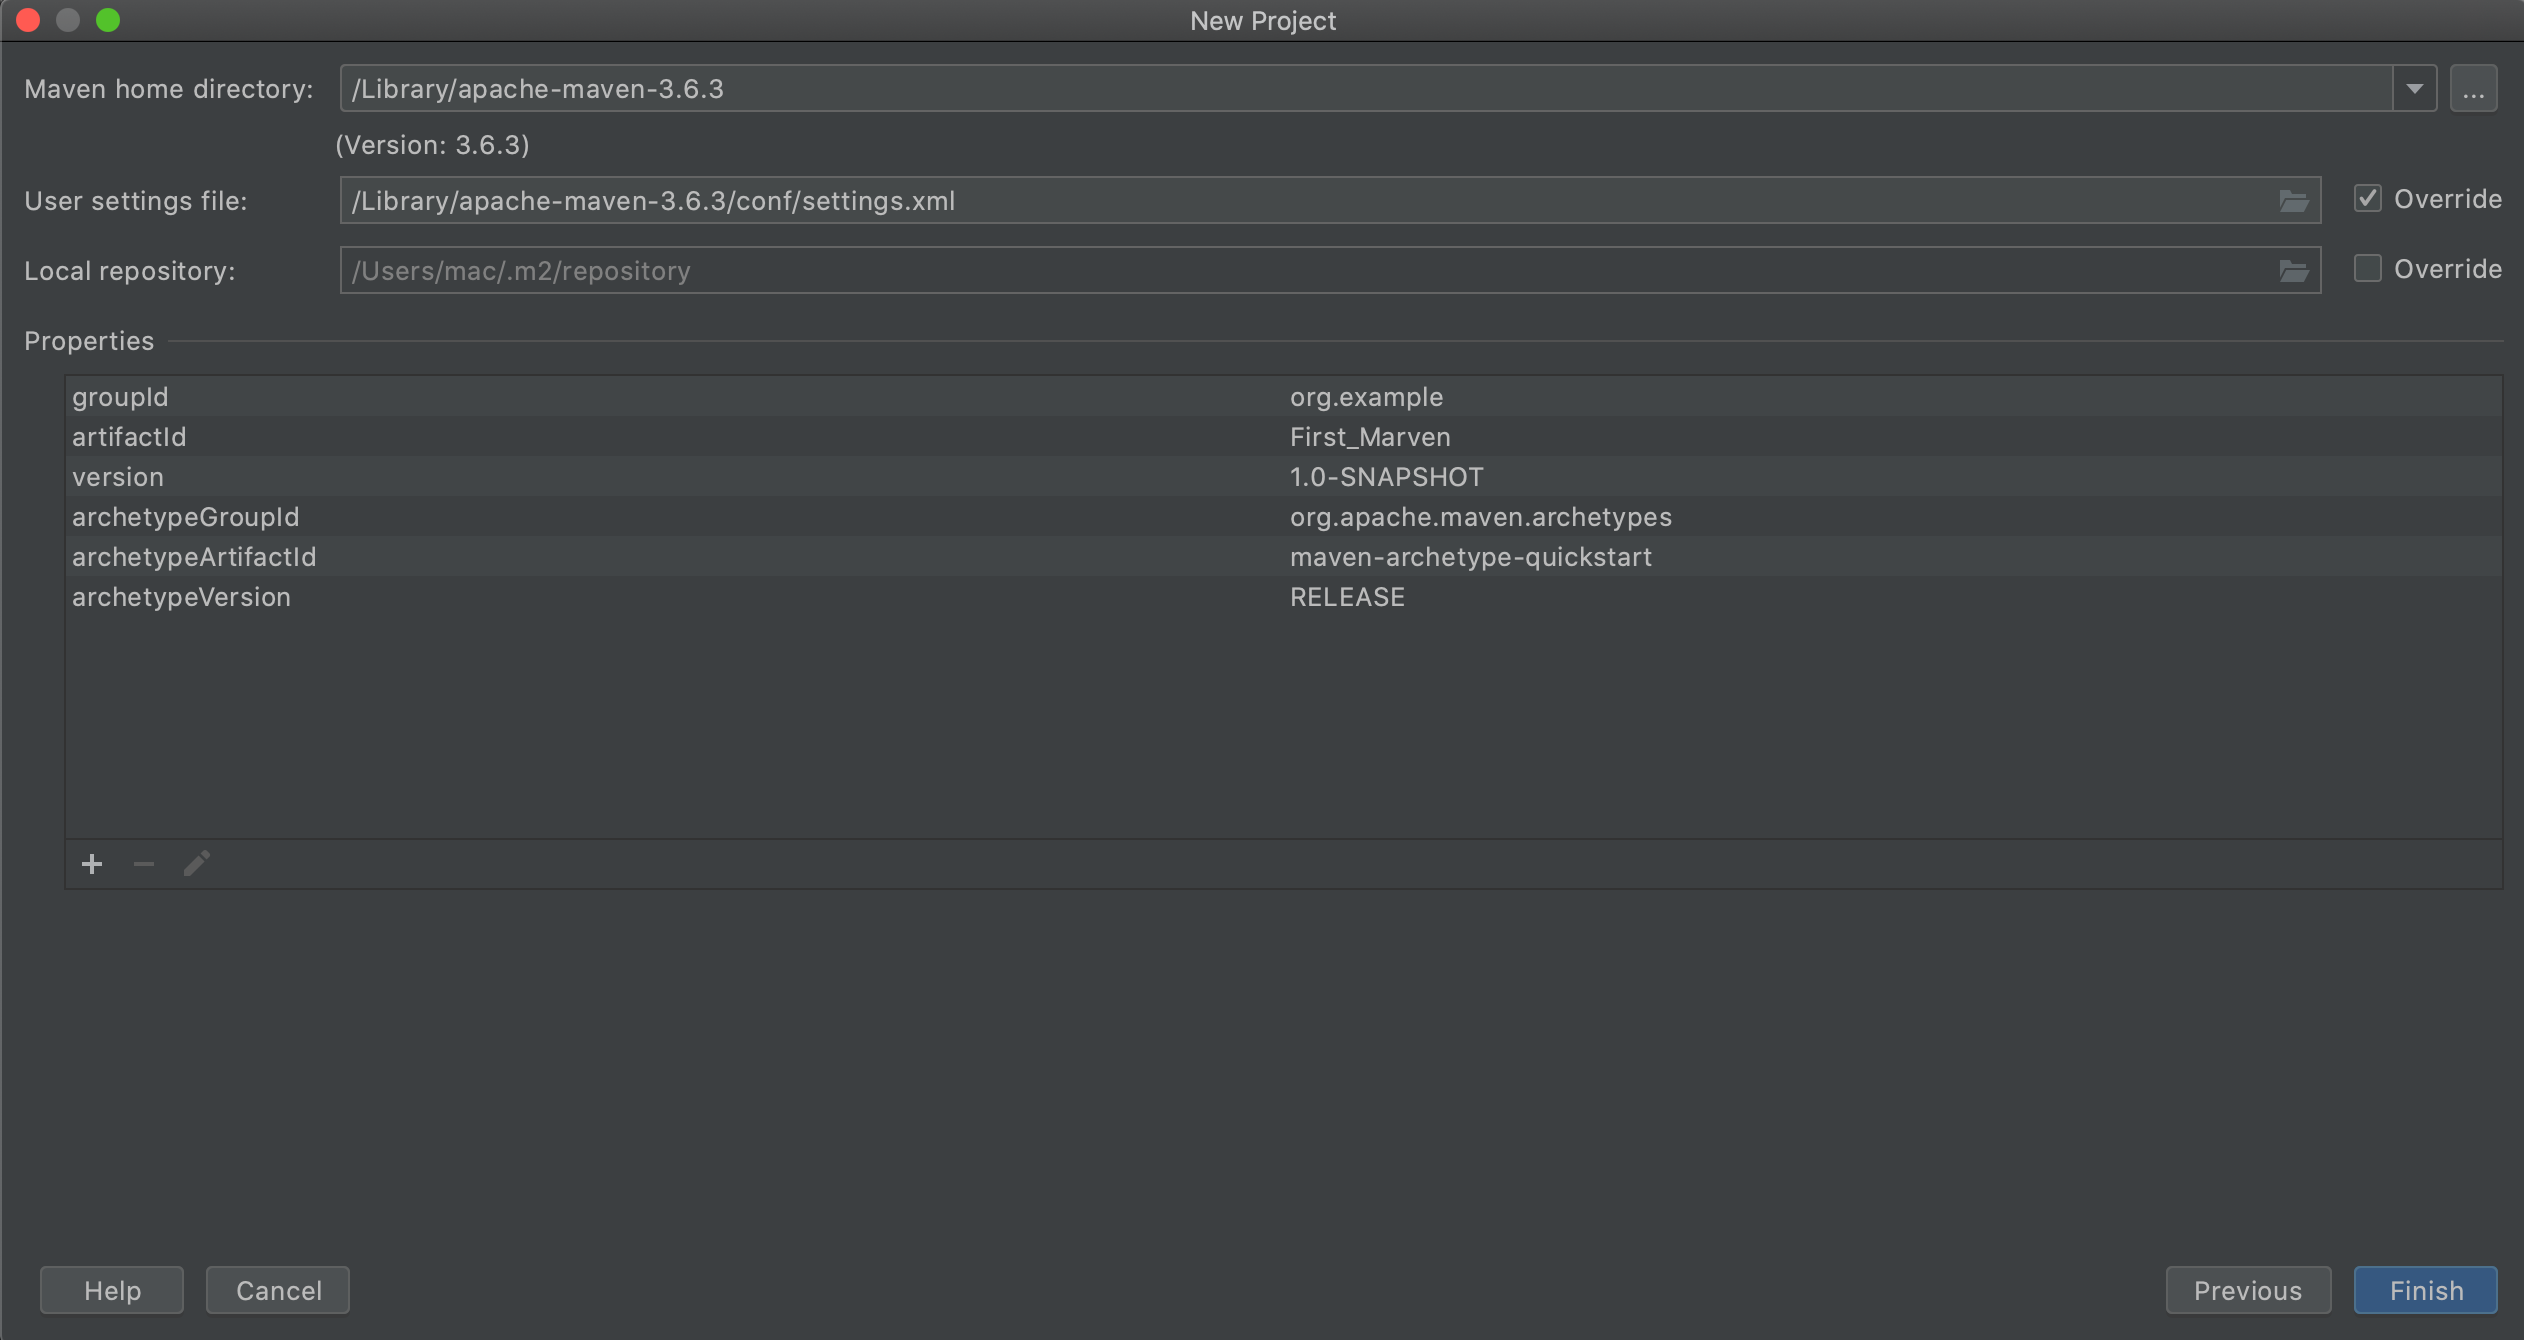 New Project
Maven home directory: /Library/apache-maven-3.6.3 ...
(Version: 3.6.3)
User settings file: /Library/apache-maven-3.6.3/conf/settings.xml Override
Local repository: /Users/mac/.m2/repository Override
Properties
groupId org.example
artifactId First_Marven
version 1.0-SNAPSHOT
archetypeGroupId org.apache.maven.archetypes
archetypeArtifactId maven-archetype-quickstart
archetypeVersion RELEASE
Help Cancel Previous Finish